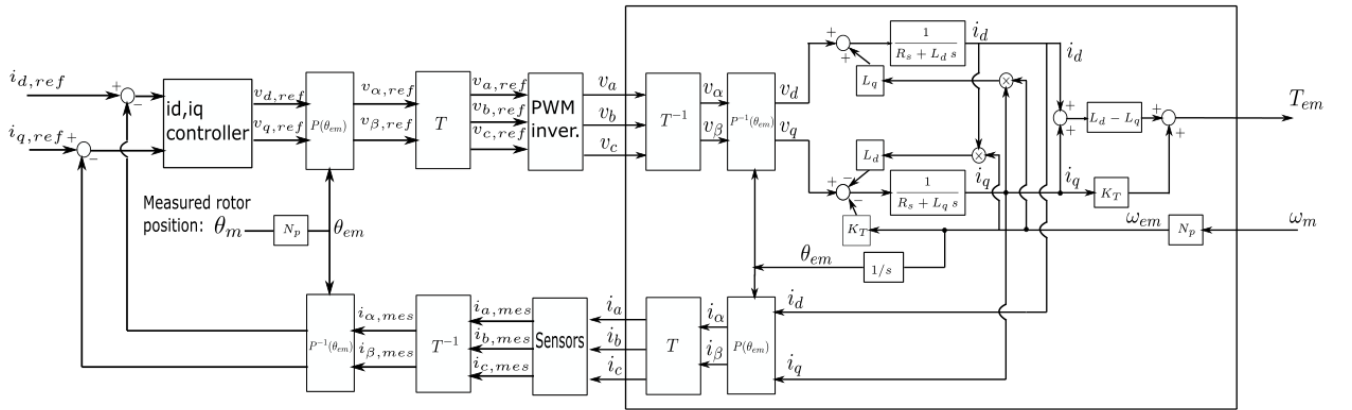 i_{d,ref}
i_{q,ref}
+
+
−
−
id,iq
controller
v_{d,ref}
v_{q,ref}
P(θ_{em})
v_{α,ref}
v_{β,ref}
T
v_{a,ref}
v_{b,ref}
v_{c,ref}
PWM
inver.
v_a
v_b
v_c
T^{-1}
v_α
v_β
P^{-1}(θ_{em})
v_d
v_q
+
+
1
R_s + L_d s
i_d
i_d
L_q
×
L_d
×
+
−
−
1
R_s + L_q s
i_q
i_q
+
+
L_d − L_q
+
+
T_{em}
K_T
K_T
ω_{em}
N_p
ω_m
θ_{em}
1/s
Measured rotor
position: θ_m
N_p
θ_{em}
P^{-1}(θ_{em})
i_{α,mes}
i_{β,mes}
T^{-1}
i_{a,mes}
i_{b,mes}
i_{c,mes}
Sensors
i_a
i_b
i_c
T
i_α
i_β
P(θ_{em})
i_d
i_q